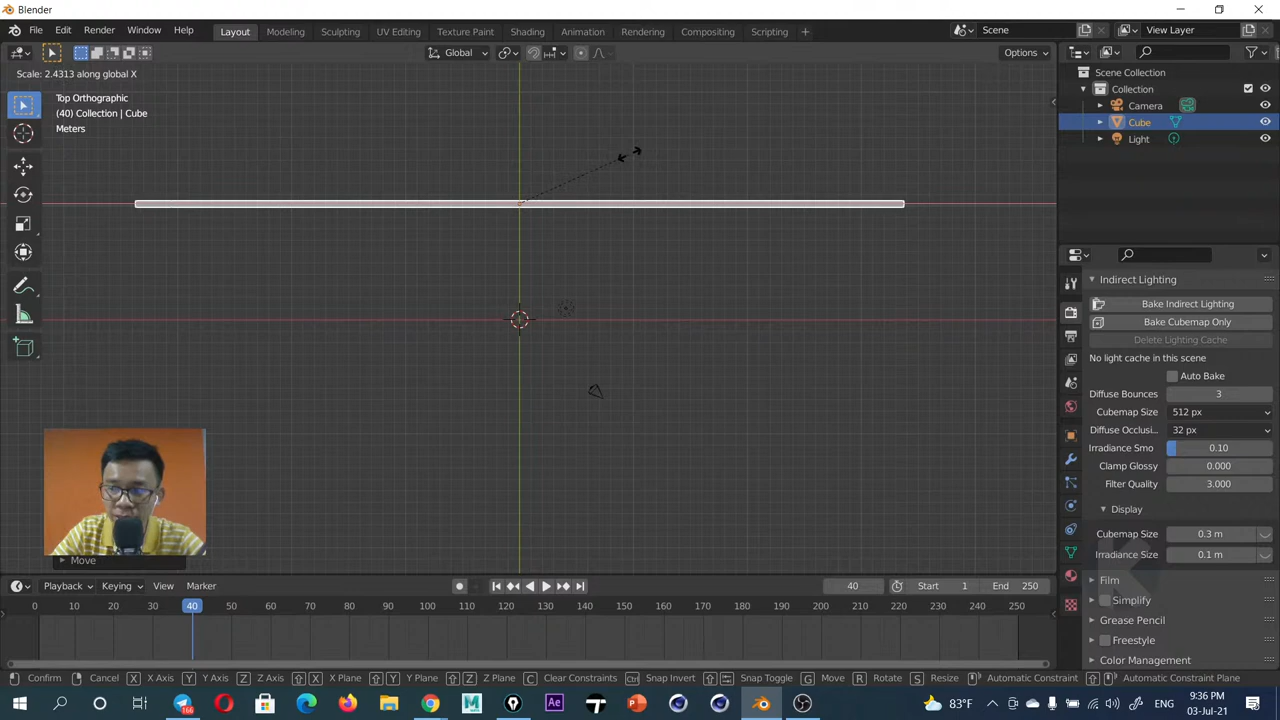 Blender
File Edit Render Window Help
Layout Modeling Sculpting UV Editing Texture Paint Shading Animation Rendering Compositing Scripting +
Scene
View Layer
Global
Options
Scale: 2.4313 along global X
Top Orthographic
(40) Collection | Cube
Meters
Scene Collection
Collection
Camera
Cube
Light
Indirect Lighting
Bake Indirect Lighting
Bake Cubemap Only
Delete Lighting Cache
No light cache in this scene
Auto Bake
Diffuse Bounces 3
Cubemap Size 512 px
Diffuse Occlusi... 32 px
Irradiance Smo 0.10
Clamp Glossy 0.000
Filter Quality 3.000
Display
Cubemap Size 0.3 m
Irradiance Size 0.1 m
Film
Simplify
Grease Pencil
Freestyle
Color Management
Move
Playback Keying View Marker
40 Start 1 End 250
0 10 20 30 40 50 60 70 80 90 100 110 120 130 140 150 160 170 180 190 200 210 220 230 240 250
Confirm Cancel X X Axis Y Y Axis Z Z Axis X X Plane Y Y Plane Z Z Plane C Clear Constraints Ctrl Snap Invert Snap Toggle G Move R Rotate S Resize Automatic Constraint Automatic Constraint Plane
166
Ae
83°F
ENG
9:36 PM
03-Jul-21